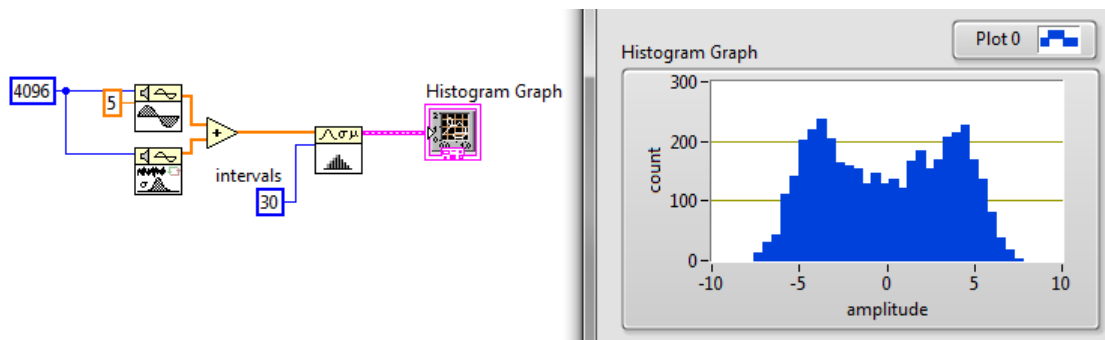 4096
5
+
σ
σμ
intervals
30
Histogram Graph
Histogram Graph
Plot 0
300
200
100
0
count
-10
-5
0
5
10
amplitude